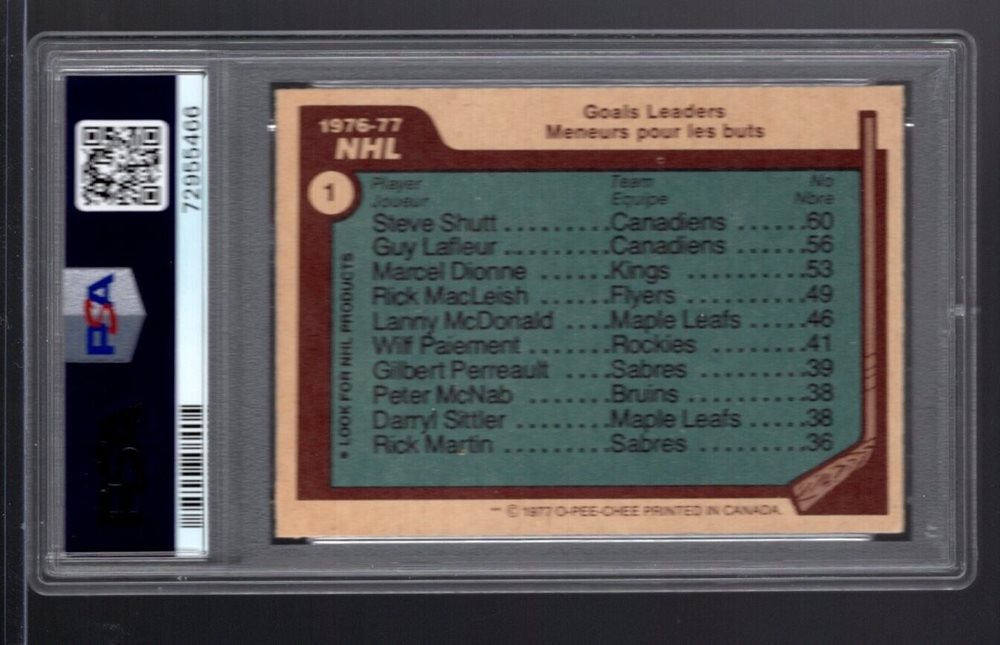 72955466
PSA
PSA
1976-77
NHL
Goals Leaders
Meneurs pour les buts
1
Player Team No
Joueur Equipe Nbre
Steve Shutt ..........Canadiens ......60
Guy Lafleur ..........Canadiens ......56
Marcel Dionne .......Kings ..........53
Rick MacLeish .......Flyers ..........49
Lanny McDonald ....Maple Leafs .....46
Wilf Paiement ........Rockies ........41
Gilbert Perreault .....Sabres .........39
Peter McNab .........Bruins ..........38
Darryl Sittler ..........Maple Leafs .....38
Rick Martin ...........Sabres .........36
* LOOK FOR NHL PRODUCTS
** © 1977 O-PEE-CHEE PRINTED IN CANADA.